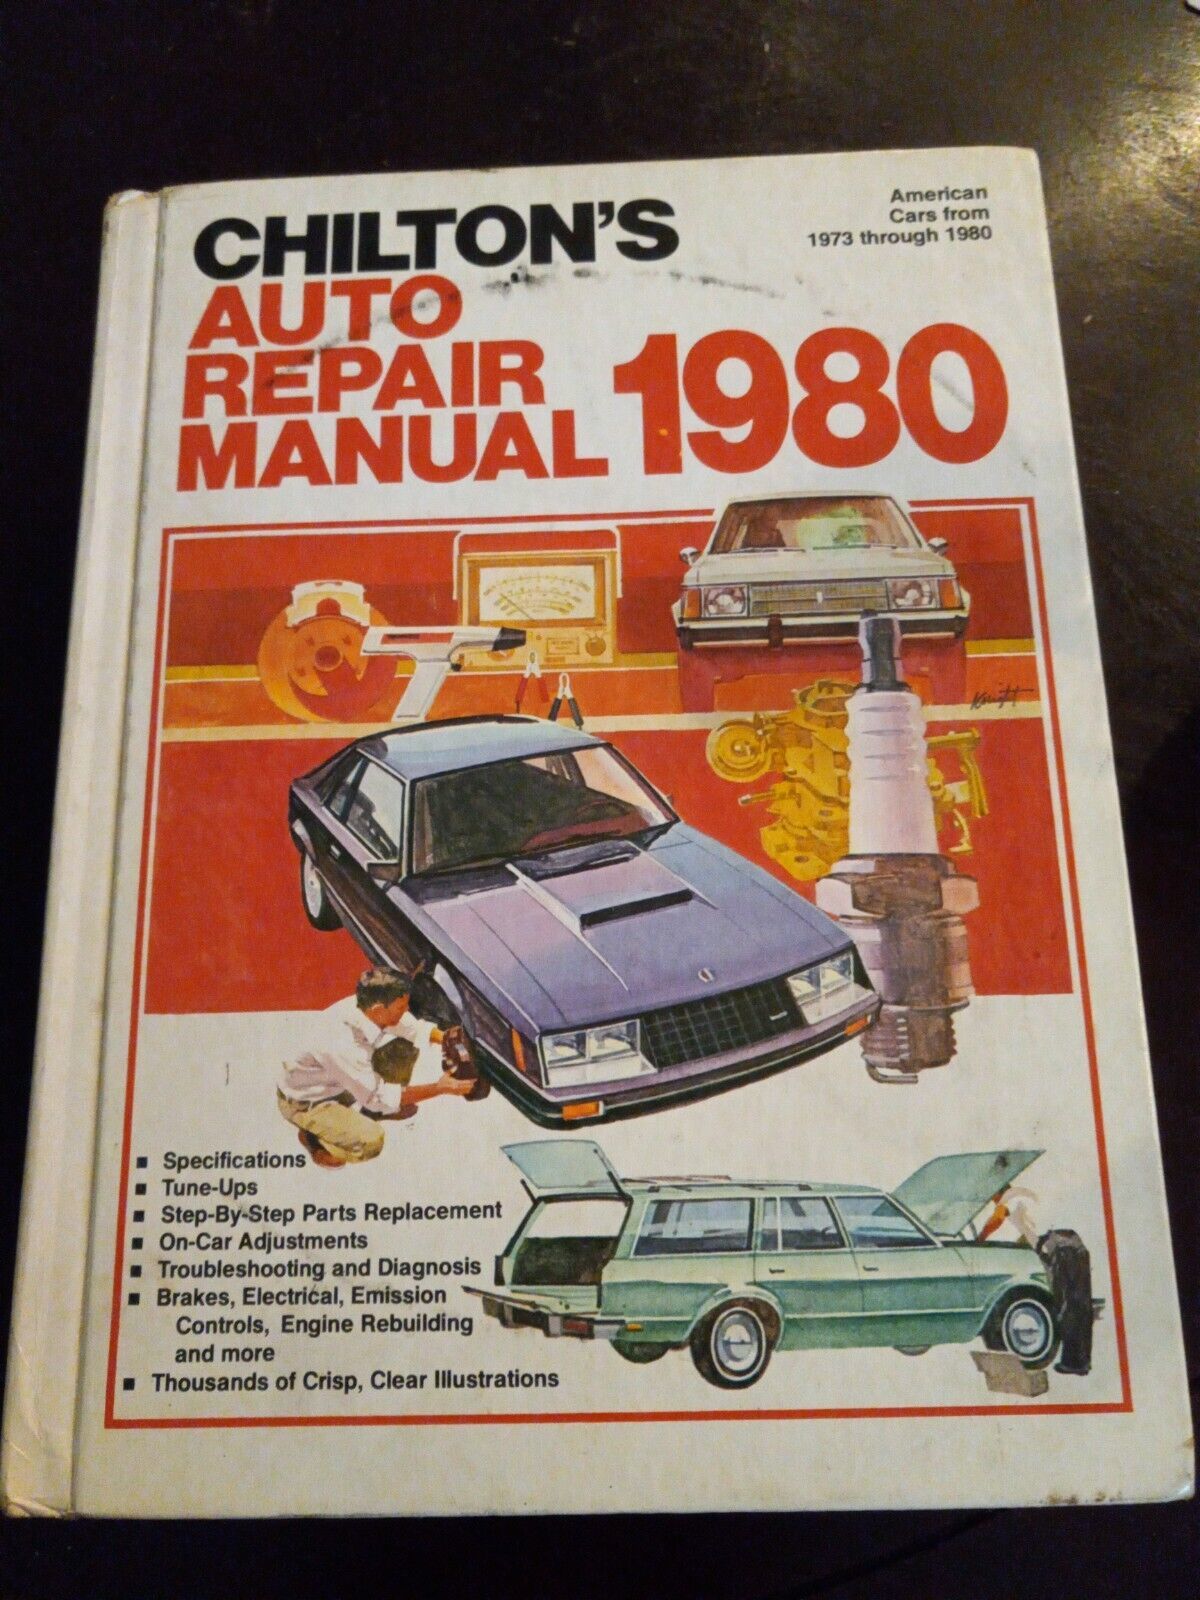 American
Cars from
1973 through 1980
CHILTON'S
AUTO
REPAIR
MANUAL 1980
■ Specifications
■ Tune-Ups
■ Step-By-Step Parts Replacement
■ On-Car Adjustments
■ Troubleshooting and Diagnosis
■ Brakes, Electrical, Emission
Controls, Engine Rebuilding
and more
■ Thousands of Crisp, Clear Illustrations